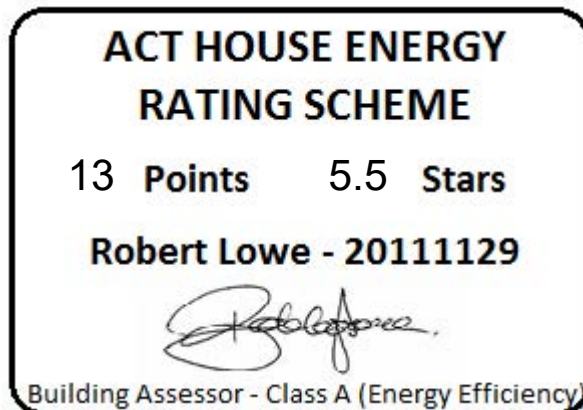 ACT HOUSE ENERGY
RATING SCHEME
13 Points 5.5 Stars
Robert Lowe - 20111129
Building Assessor - Class A (Energy Efficiency)